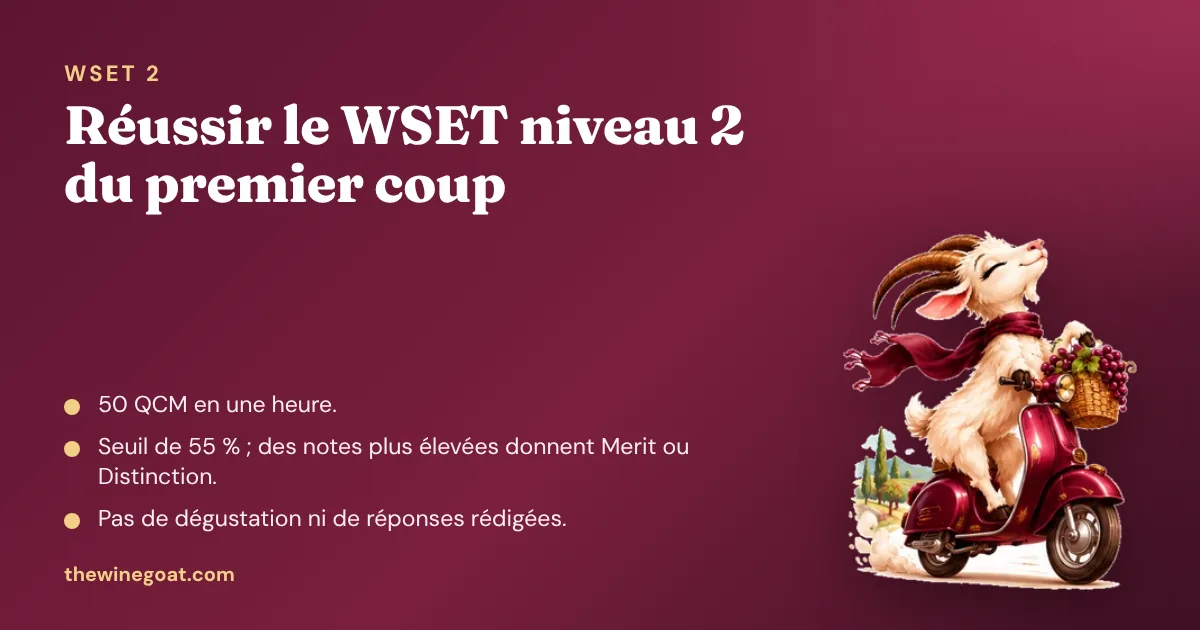 WSET 2
Réussir le WSET niveau 2
du premier coup
50 QCM en une heure.
Seuil de 55 % ; des notes plus élevées donnent Merit ou
Distinction.
Pas de dégustation ni de réponses rédigées.
thewinegoat.com